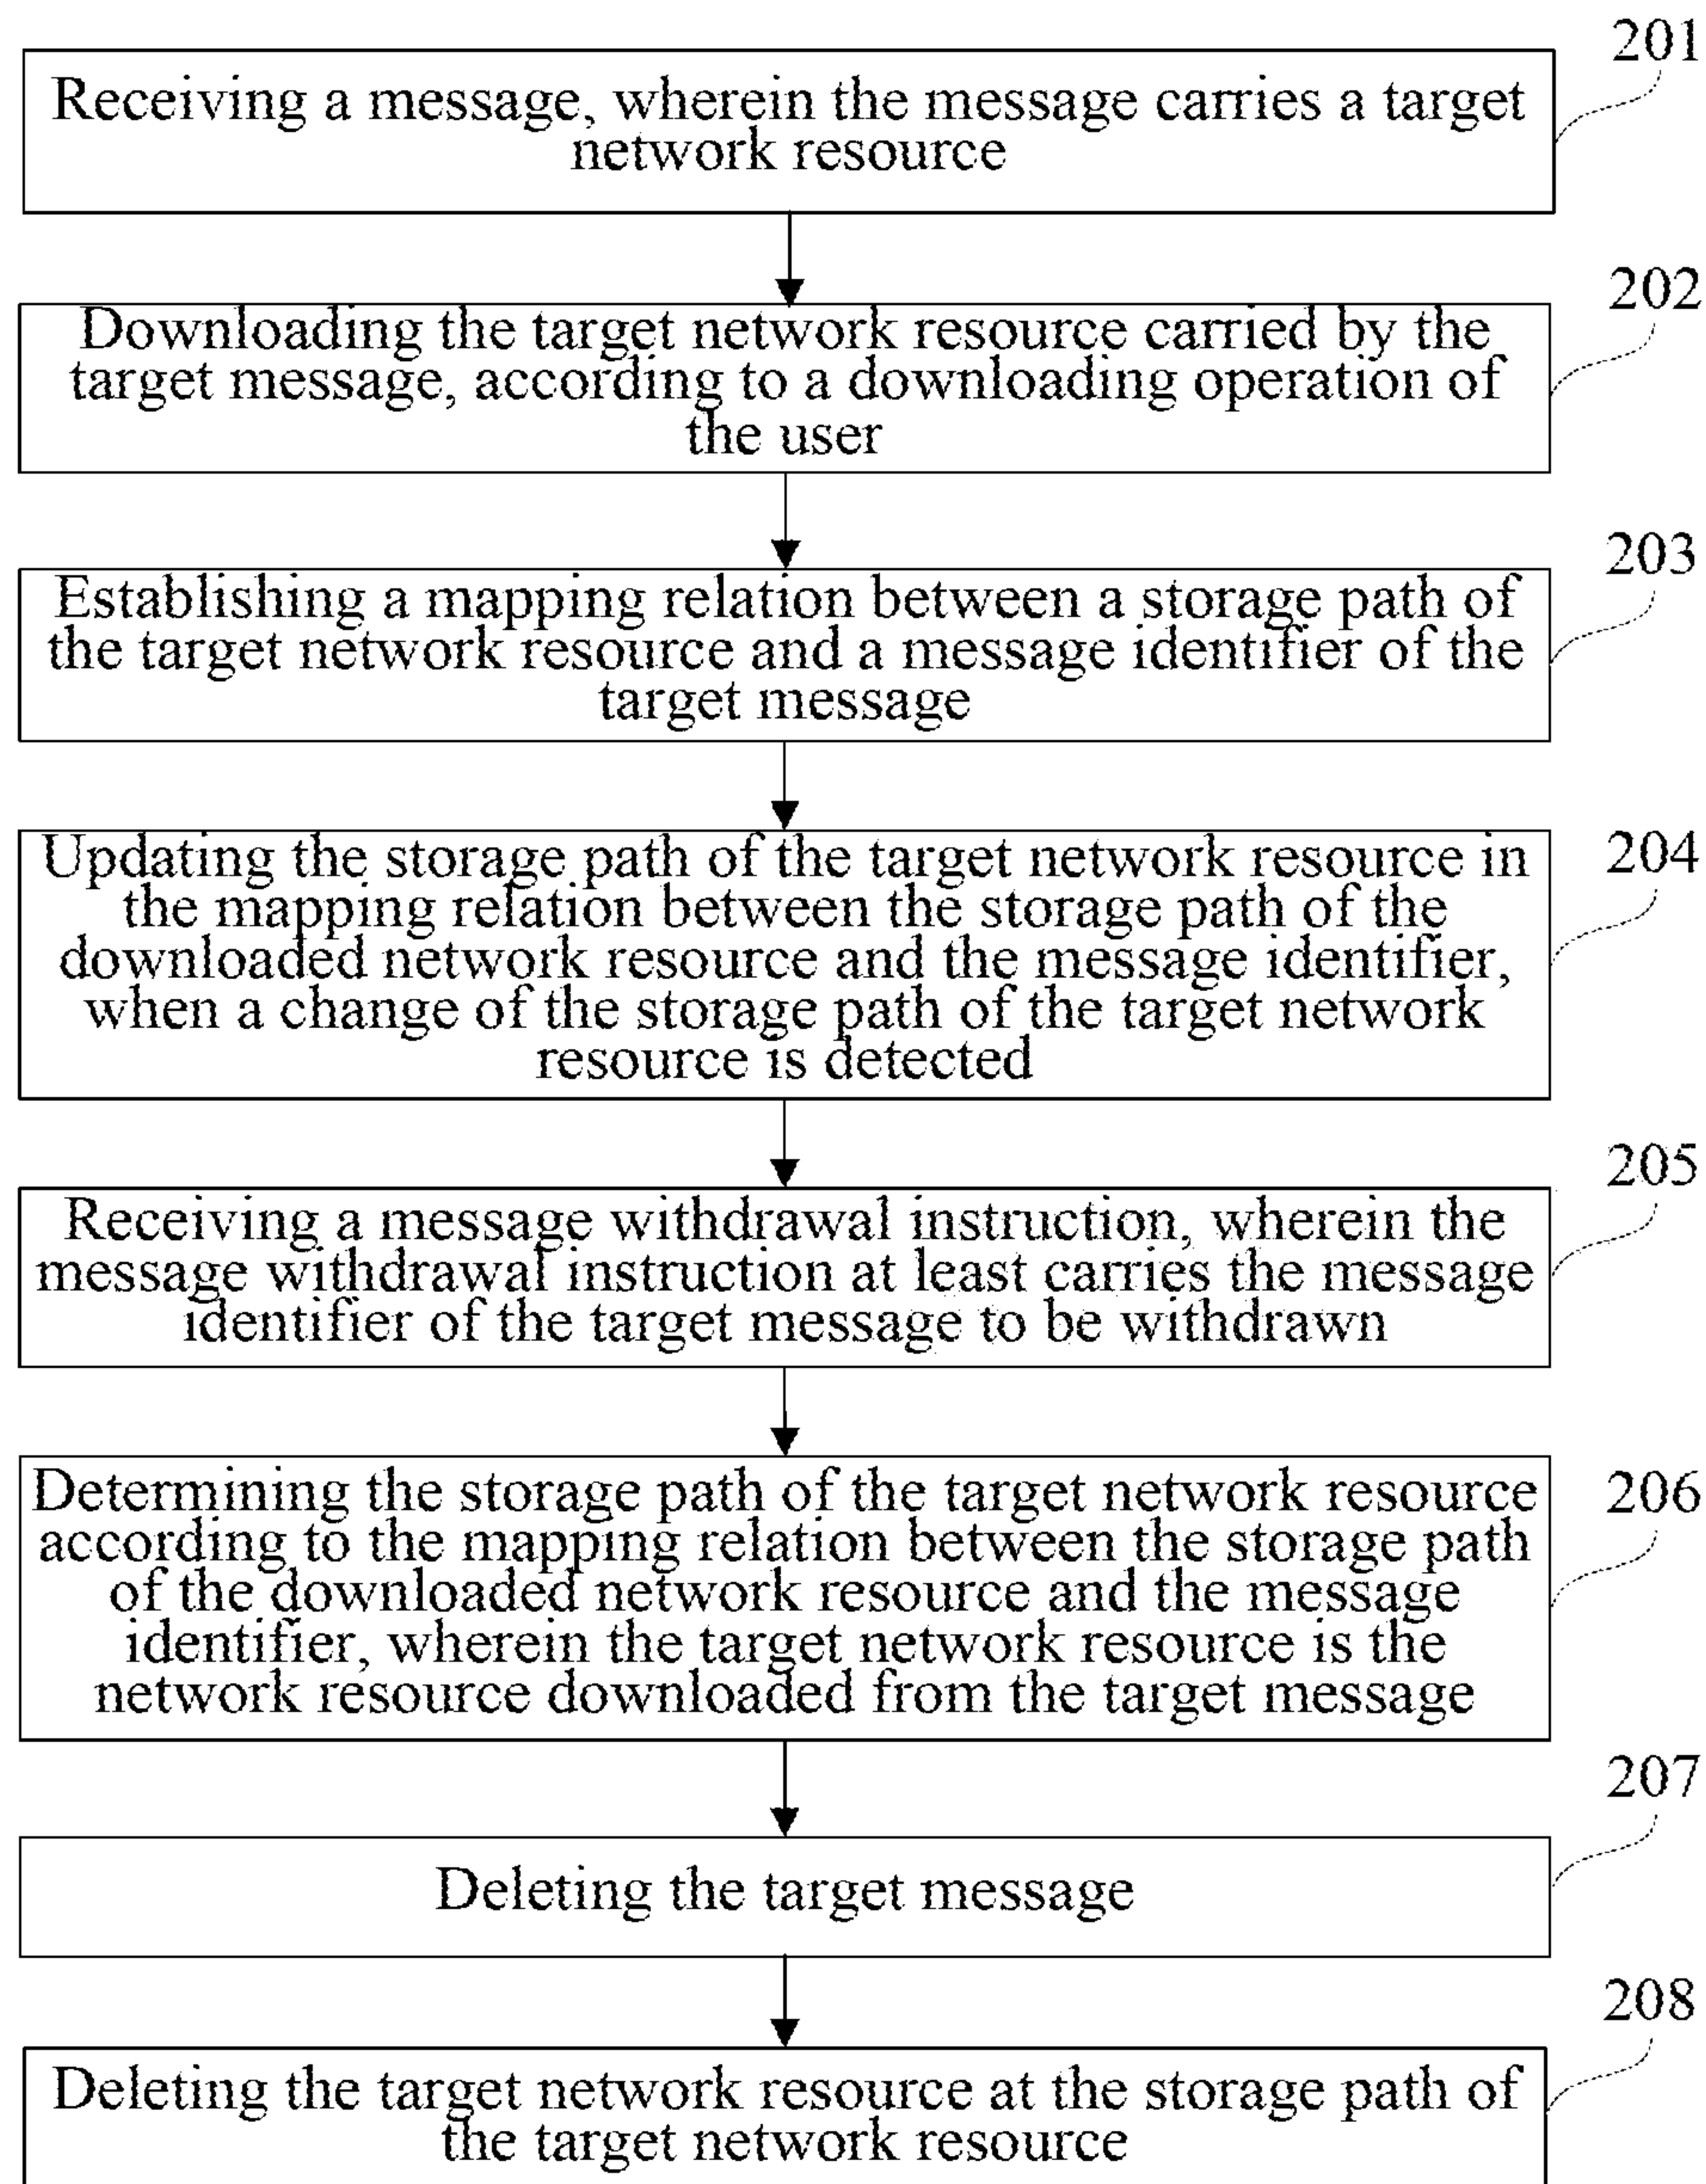 201
Receiving a message, wherein the message carries a target
network resource
202
Downloading the target network resource carried by the
target message, according to a downloading operation of
the user
203
Establishing a mapping relation between a storage path of
the target network resource and a message identifier of the
target message
204
Updating the storage path of the target network resource in
the mapping relation between the storage path of the
downloaded network resource and the message identifier,
when a change of the storage path of the target network
resource is detected
205
Receiving a message withdrawal instruction, wherein the
message withdrawal instruction at least carries the message
identifier of the target message to be withdrawn
206
Determining the storage path of the target network resource
according to the mapping relation between the storage path
of the downloaded network resource and the message
identifier, wherein the target network resource is the
network resource downloaded from the target message
207
Deleting the target message
208
Deleting the target network resource at the storage path of
the target network resource